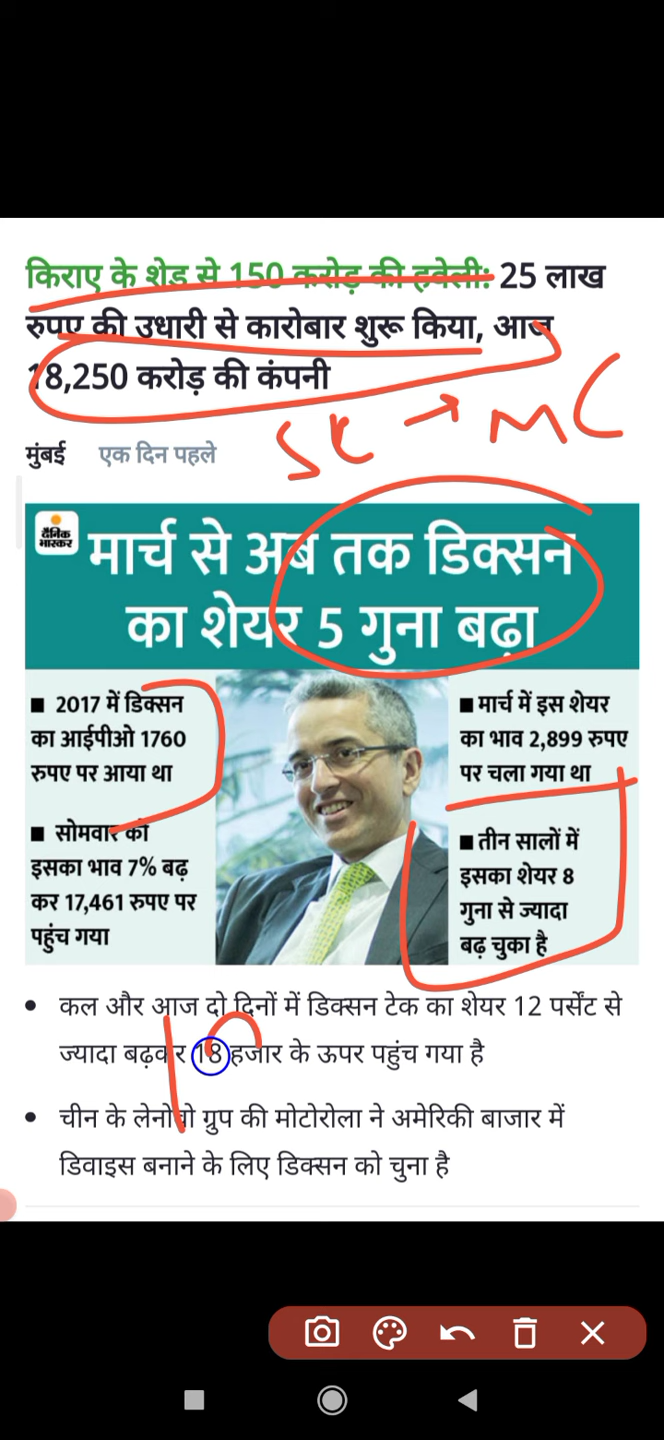 किराए के शेड से 150 करोड़ की हवेली: 25 लाख
रुपए की उधारी से कारोबार शुरू किया, आज
18,250 करोड़ की कंपनी
SR → MC
मुंबई एक दिन पहले
दैनिक
भास्कर
मार्च से अब तक डिक्सन
का शेयर 5 गुना बढ़ा
■ 2017 में डिक्सन
का आईपीओ 1760
रुपए पर आया था
■ सोमवार को
इसका भाव 7% बढ़
कर 17,461 रुपए पर
पहुंच गया
■ मार्च में इस शेयर
का भाव 2,899 रुपए
पर चला गया था
■ तीन सालों में
इसका शेयर 8
गुना से ज्यादा
बढ़ चुका है
• कल और आज दो दिनों में डिक्सन टेक का शेयर 12 पर्सेंट से
ज्यादा बढ़कर 18 हजार के ऊपर पहुंच गया है
• चीन के लेनोवो ग्रुप की मोटोरोला ने अमेरिकी बाजार में
डिवाइस बनाने के लिए डिक्सन को चुना है